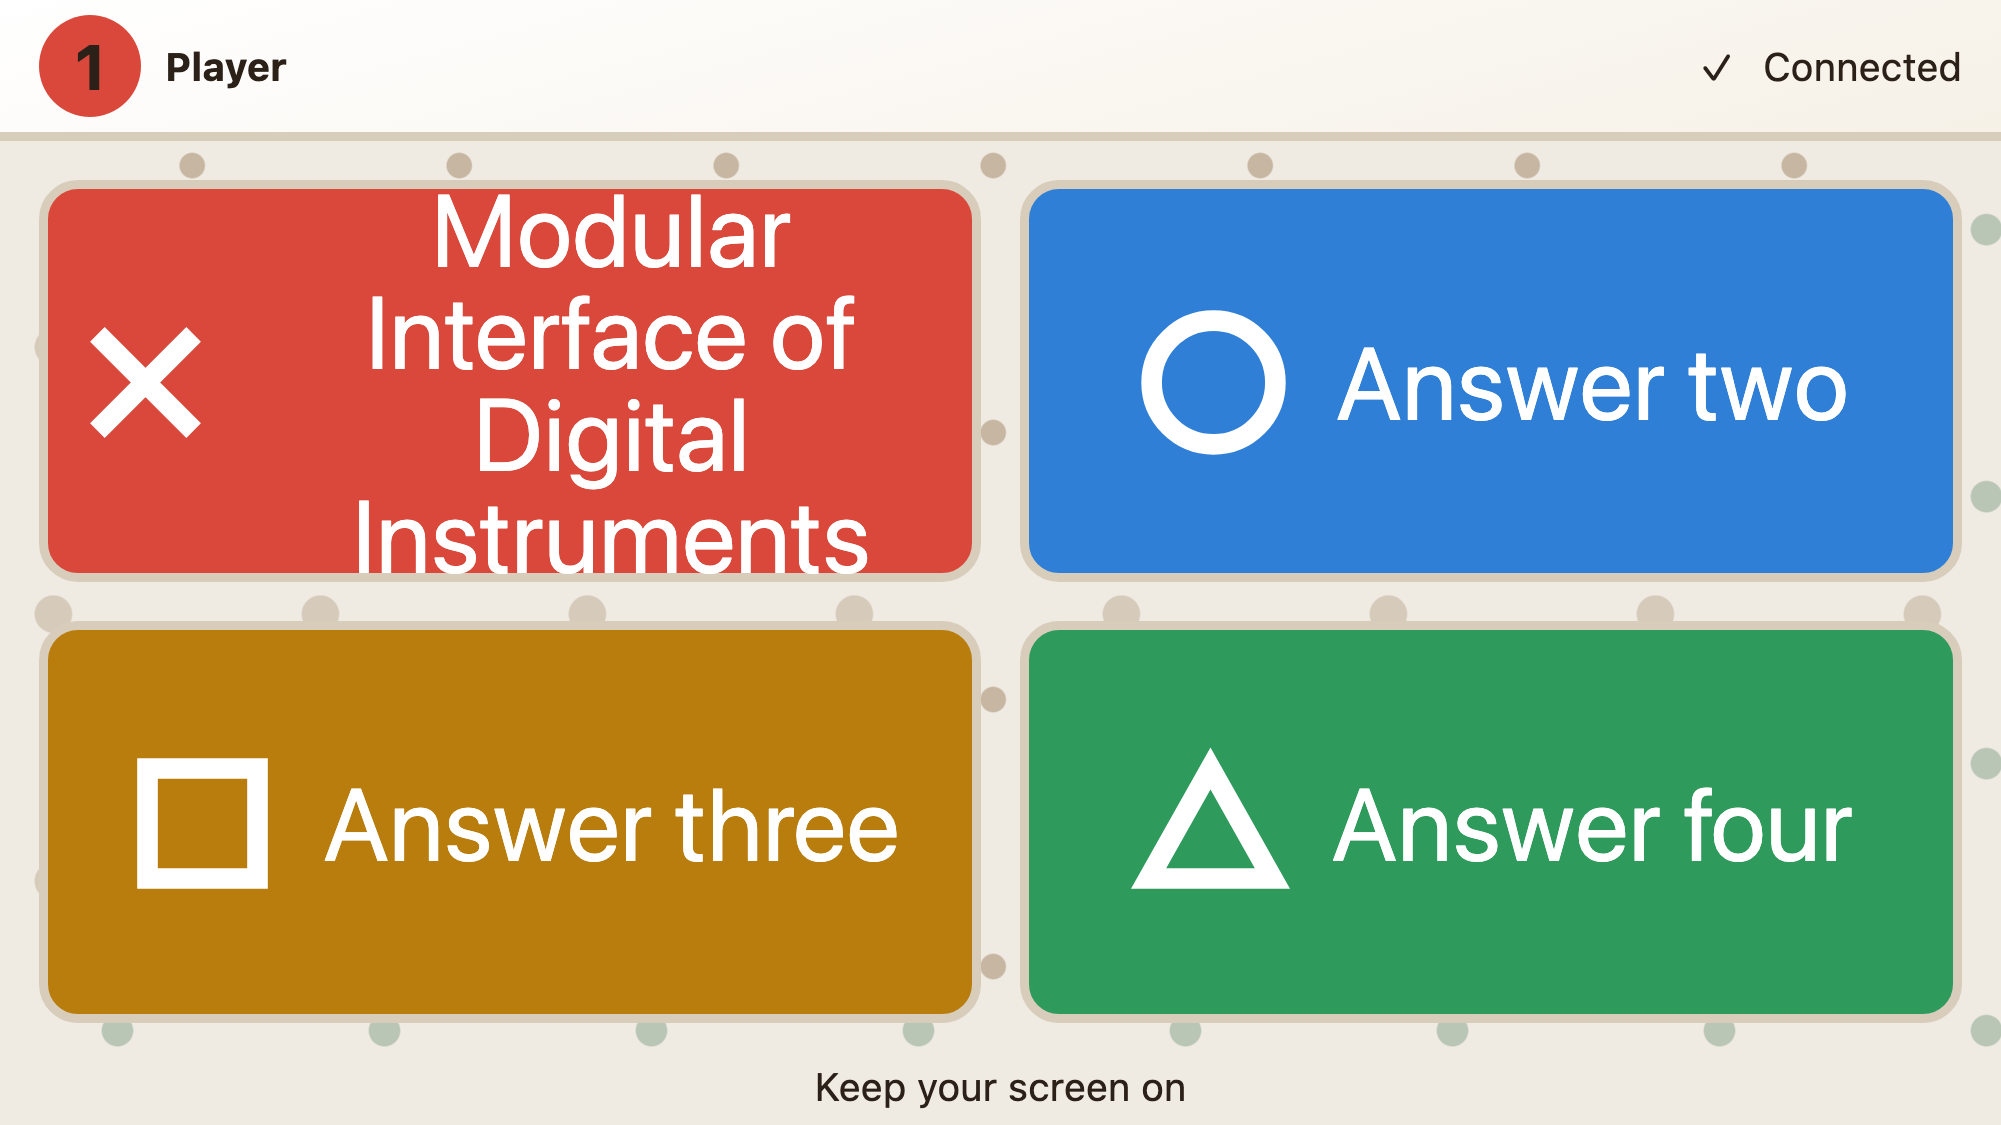 1 Player
✓ Connected
Modular
Interface of
Digital
Instruments
Answer two
Answer three
Answer four
Keep your screen on